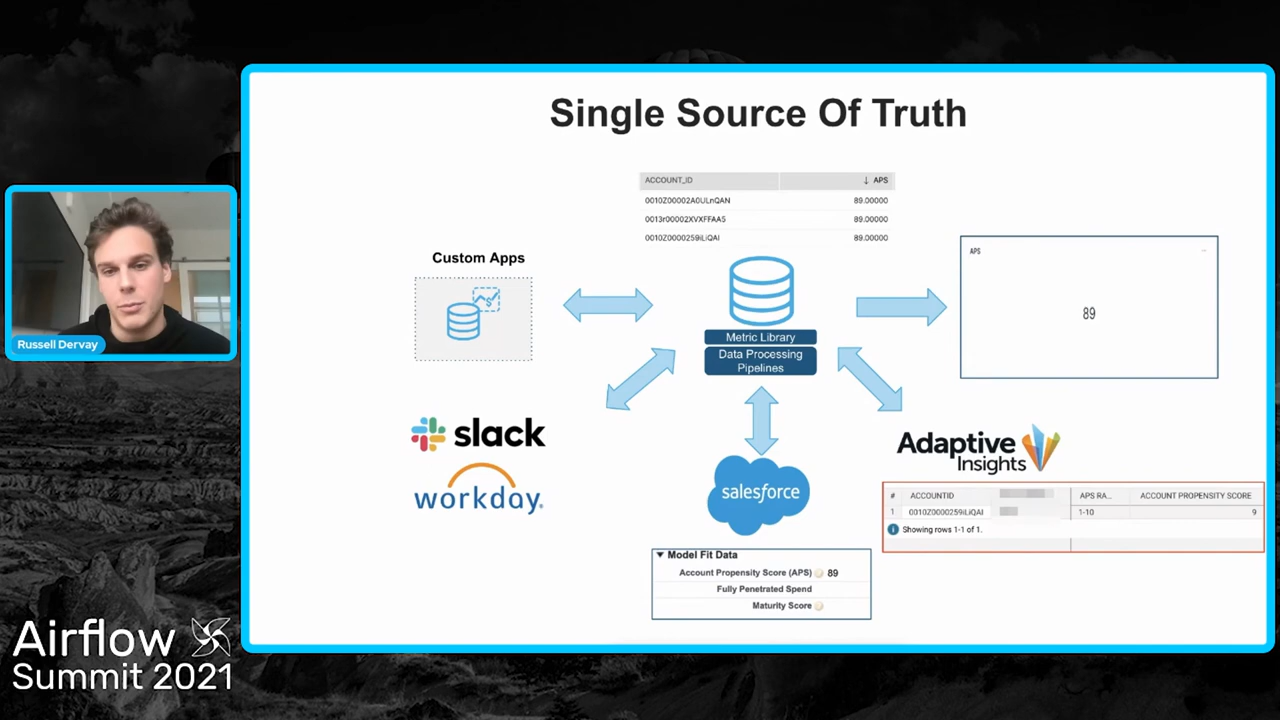 Single Source Of Truth
ACCOUNT_ID ↓ APS
0010Z00002A0ULnQAN 89.00000
0013r00002XVXFFAA5 89.00000
0010Z0000259iLiQAI 89.00000
Custom Apps
Metric Library
Data Processing
Pipelines
APS
89
slack
workday.
salesforce
Adaptive
Insights
# ACCOUNTID APS RA... ACCOUNT PROPENSITY SCORE
1 0010Z0000259iLiQAI 1-10 9
Showing rows 1-1 of 1.
Model Fit Data
Account Propensity Score (APS) 89
Fully Penetrated Spend
Maturity Score
Russell Dervay
Airflow
Summit 2021